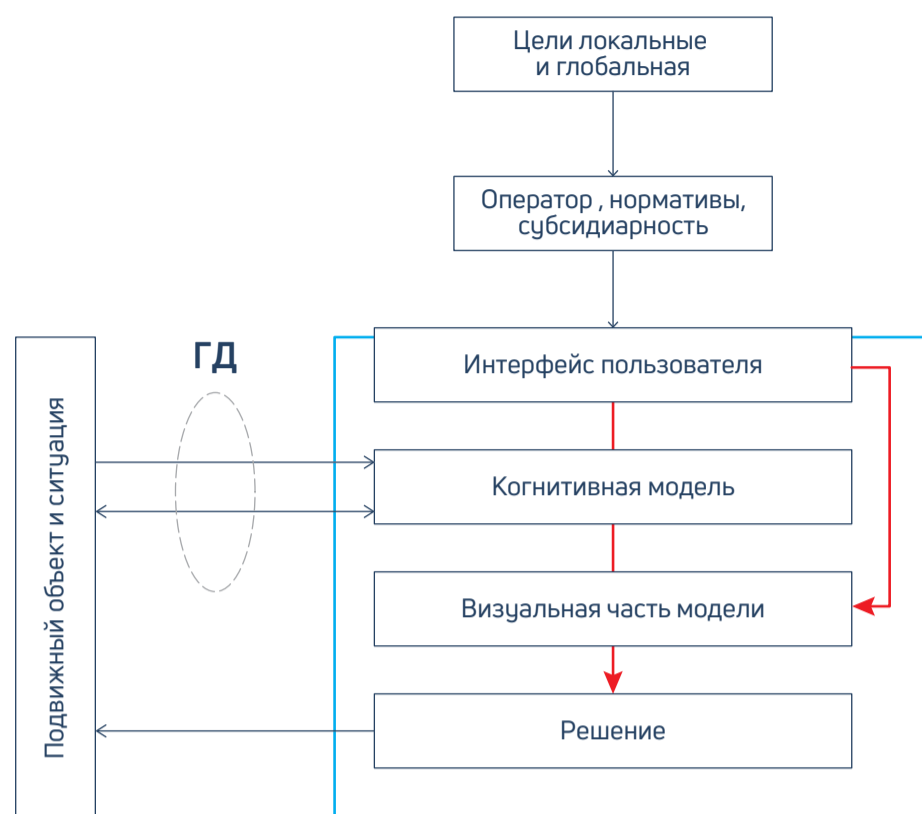 Цели локальные
и глобальная
Оператор , нормативы,
субсидиарность
Интерфейс пользователя
ГД
Подвижный объект и ситуация
Когнитивная модель
Визуальная часть модели
Решение